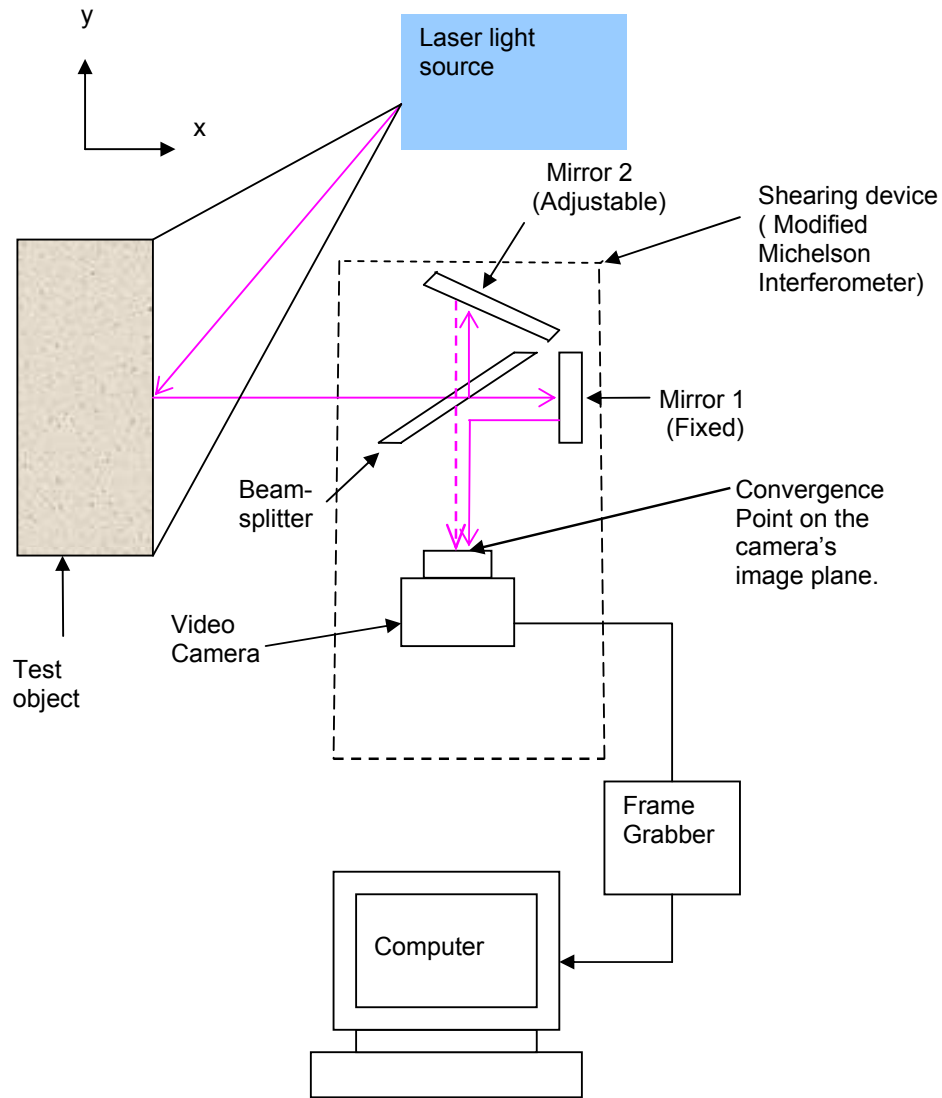 y
x
Laser light
source
Mirror 2
(Adjustable)
Shearing device
( Modified
Michelson
Interferometer)
Mirror 1
(Fixed)
Beam-
splitter
Convergence
Point on the
camera's
image plane.
Video
Camera
Test
object
Frame
Grabber
Computer